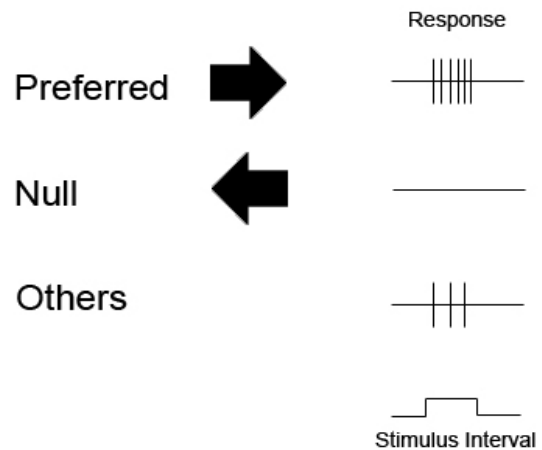 Response
Preferred
Null
Others
Stimulus Interval